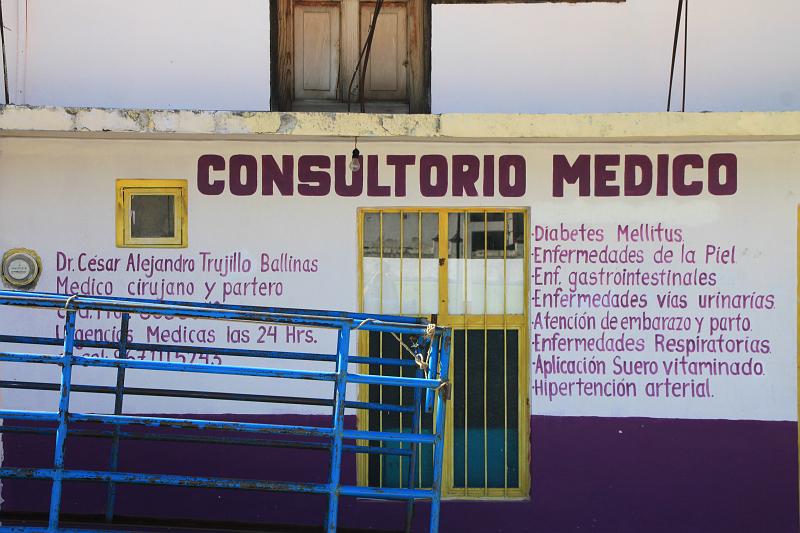 CONSULTORIO MEDICO
Dr. César Alejandro Trujillo Ballinas
Medico cirujano y partero
Urgencias Medicas las 24 Hrs.
·Diabetes Mellitus.
·Enfermedades de la Piel.
·Enf. gastrointestinales
·Enfermedades vías urinarias.
·Atención de embarazo y parto.
·Enfermedades Respiratorias.
·Aplicación Suero vitaminado.
·Hipertención arterial.